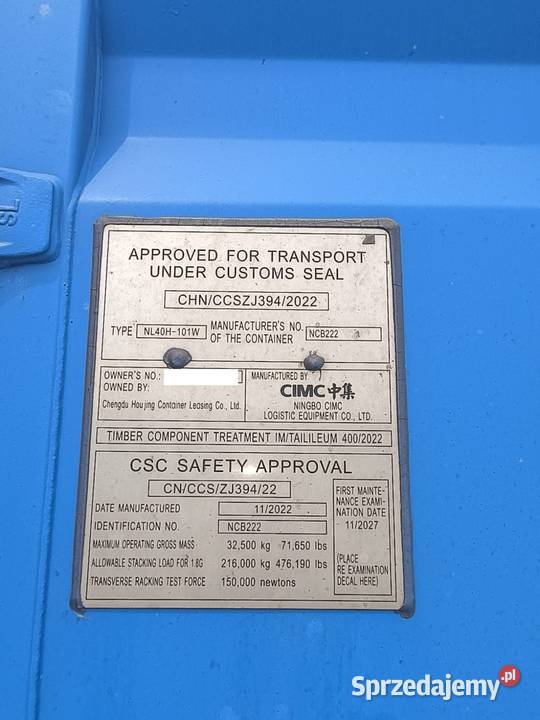 APPROVED FOR TRANSPORT
UNDER CUSTOMS SEAL
CHN/CCSZJ394/2022
TYPE NL40H-101W MANUFACTURER'S NO. OF THE CONTAINER NCB222
OWNER'S NO.:
OWNED BY:
Chengdu Houjing Container Leasing Co., Ltd.
MANUFACTURED BY
CIMC中集
NINGBO CIMC
LOGISTIC EQUIPMENT CO., LTD.
TIMBER COMPONENT TREATMENT IM/TAILILEUM 400/2022
CSC SAFETY APPROVAL
CN/CCS/ZJ394/22
DATE MANUFACTURED 11/2022
IDENTIFICATION NO. NCB222
MAXIMUM OPERATING GROSS MASS 32,500 kg 71,650 lbs
ALLOWABLE STACKING LOAD FOR 1.8G 216,000 kg 476,190 lbs
TRANSVERSE RACKING TEST FORCE 150,000 newtons
FIRST MAINTE-
NANCE EXAMI-
NATION DATE
11/2027
(PLACE
RE EXAMINATION
DECAL HERE)
Sprzedajemy.pl